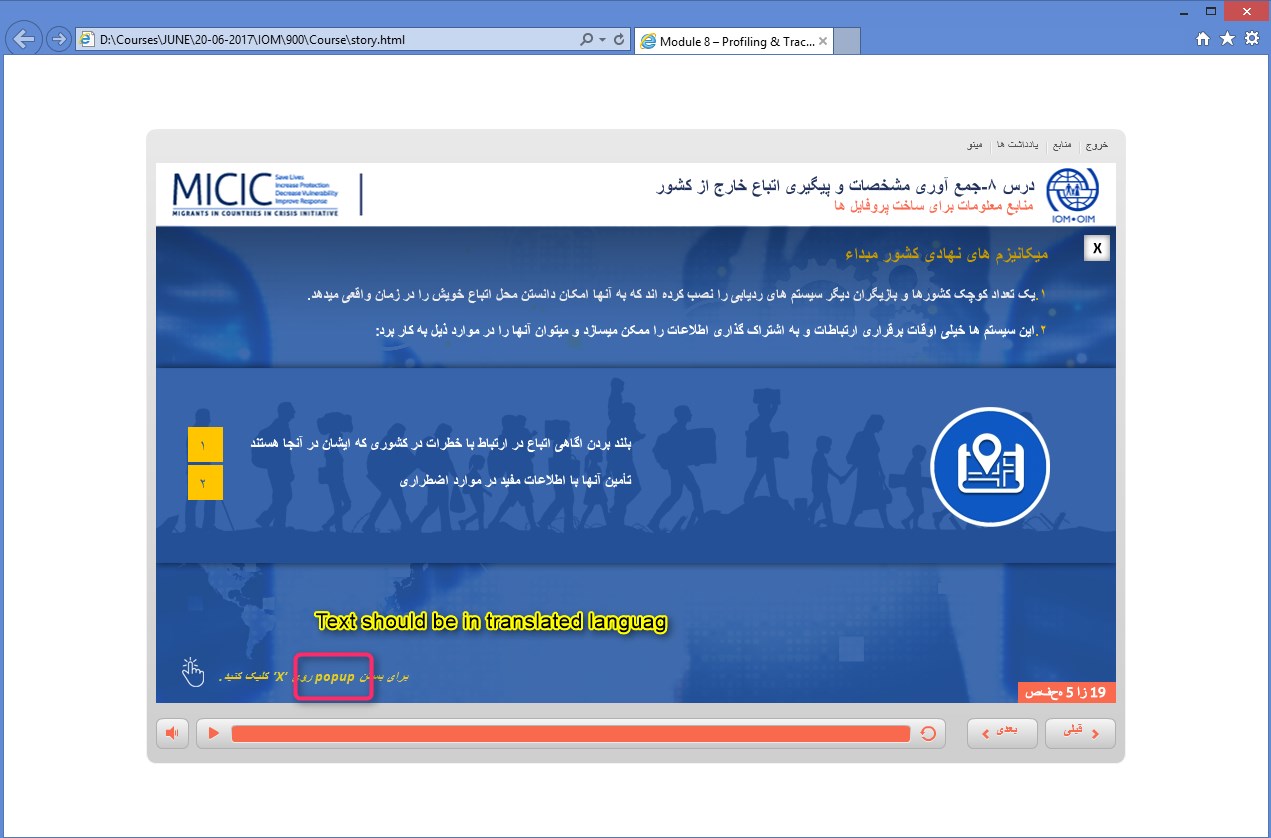 D:\Courses\JUNE\20-06-2017\IOM\900\Course\story.html
Module 8 – Profiling & Trac...
خروج
منابع
یادداشت ها
مینو
MICIC
Save Lives
Increase Protection
Decrease Vulnerability
Improve Response
MIGRANTS IN COUNTRIES IN CRISIS INITIATIVE
درس ۸-جمع آوری مشخصات و پیگیری اتباع خارج از کشور
منابع معلومات برای ساخت پروفایل ها
IOM•OIM
X
میکانیزم های نهادی کشور مبداء
۱.یک تعداد کوچک کشورها و بازیگران دیگر سیستم های ردیابی را نصب کرده اند که به آنها امکان دانستن محل اتباع خویش را در زمان واقعی میدهد.
۲.این سیستم ها خیلی اوقات برقراری ارتباطات و به اشتراک گذاری اطلاعات را ممکن میسازد و میتوان آنها را در موارد ذیل به کار برد:
بلند بردن اگاهی اتباع در ارتباط با خطرات در کشوری که ایشان در آنجا هستند
۱
تأمین آنها با اطلاعات مفید در موارد اضطراری
۲
Text should be in translated languag
برای بستن popup روی 'X' کلیک کنید.
صفحه 5 از 19
قبلی
بعدی